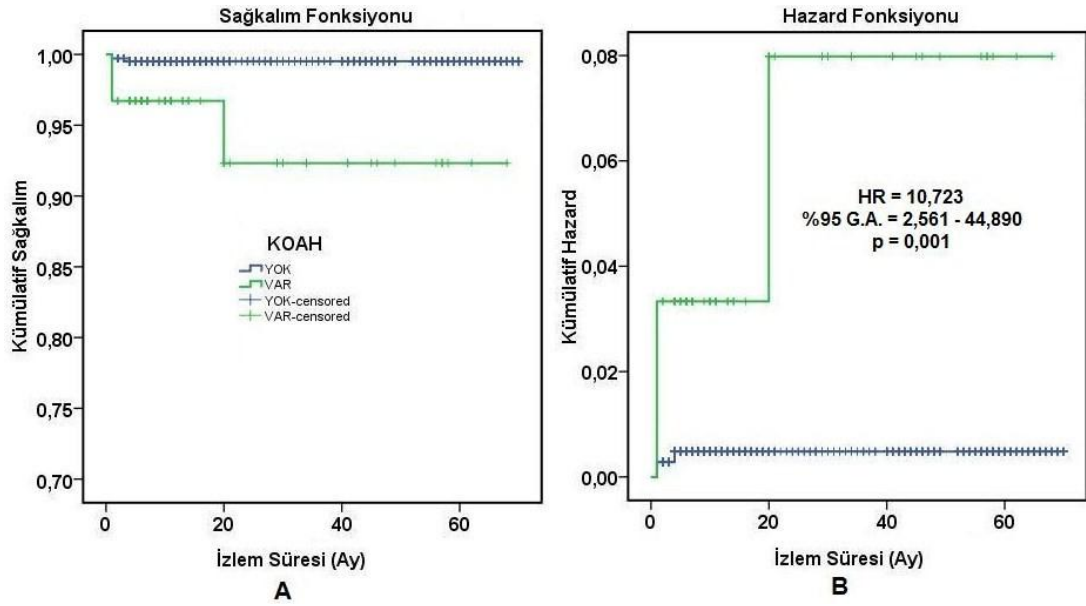 Sağkalım Fonksiyonu
Kümülatif Sağkalım
1,00
0,95
0,90
0,85
0,80
0,75
0,70
KOAH
YOK
VAR
YOK-censored
VAR-censored
0 20 40 60
İzlem Süresi (Ay)
A
Hazard Fonksiyonu
Kümülatif Hazard
0,08
0,06
0,04
0,02
0,00
HR = 10,723
%95 G.A. = 2,561 - 44,890
p = 0,001
0 20 40 60
İzlem Süresi (Ay)
B